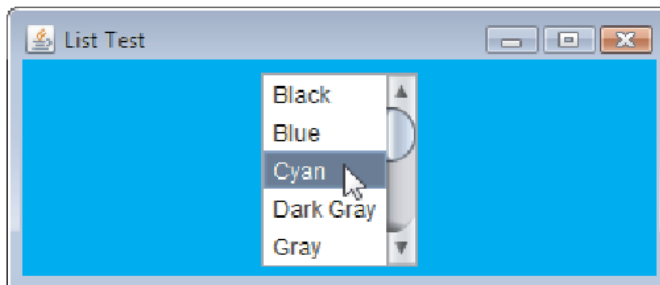 List Test
Black
Blue
Cyan
Dark Gray
Gray